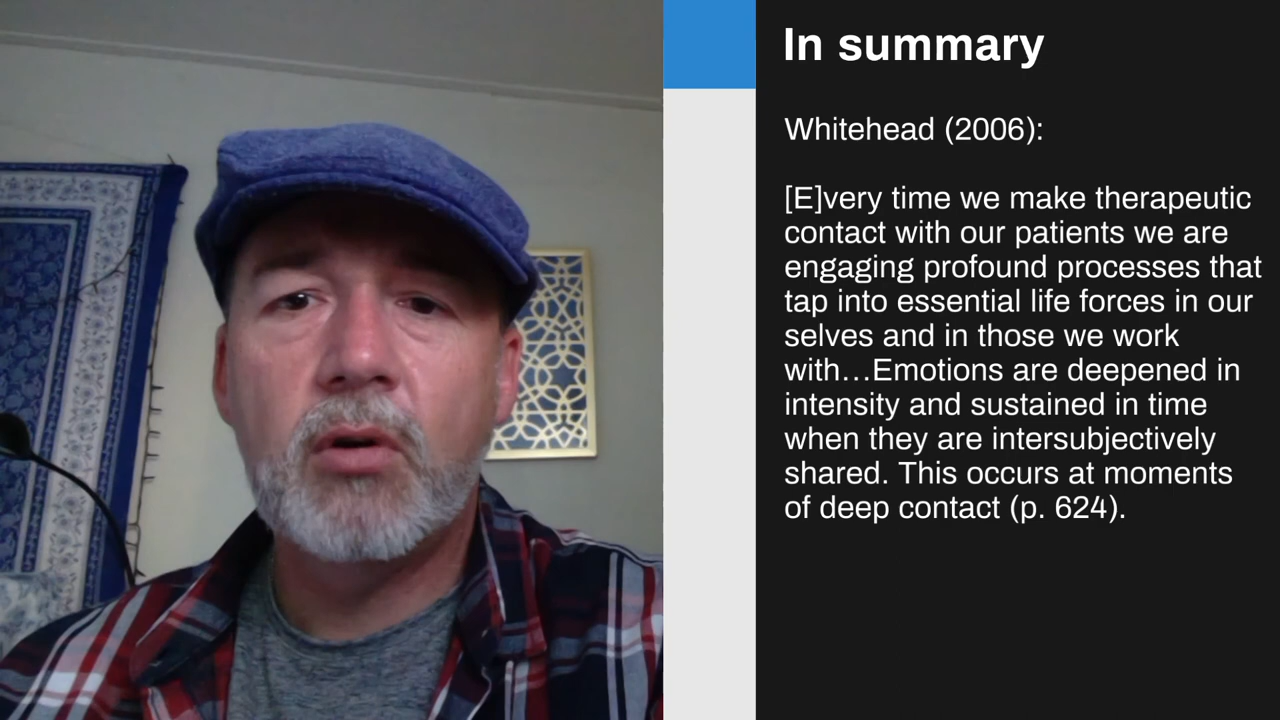 In summary
Whitehead (2006):
[E]very time we make therapeutic
contact with our patients we are
engaging profound processes that
tap into essential life forces in our
selves and in those we work
with…Emotions are deepened in
intensity and sustained in time
when they are intersubjectively
shared. This occurs at moments
of deep contact (p. 624).